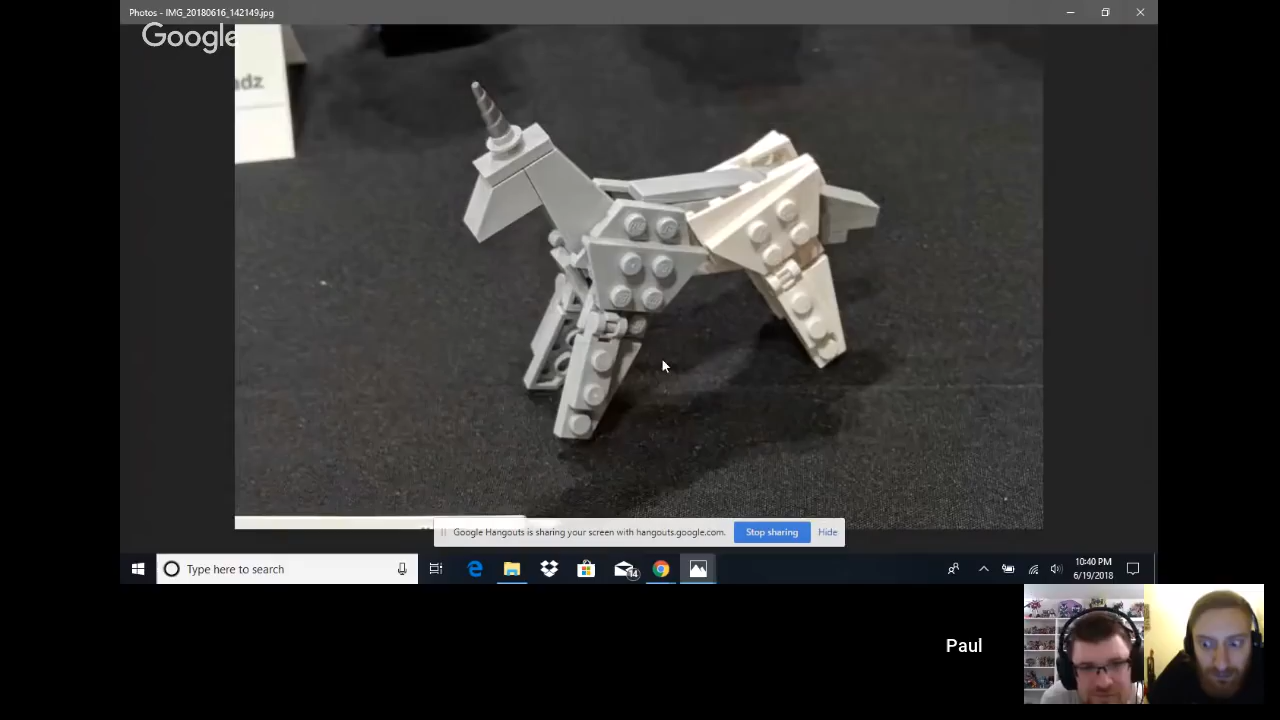 Photos - IMG_20180616_142149.jpg
Google
dz
Google Hangouts is sharing your screen with hangouts.google.com.
Stop sharing
Hide
Type here to search
14
10:40 PM
6/19/2018
Paul